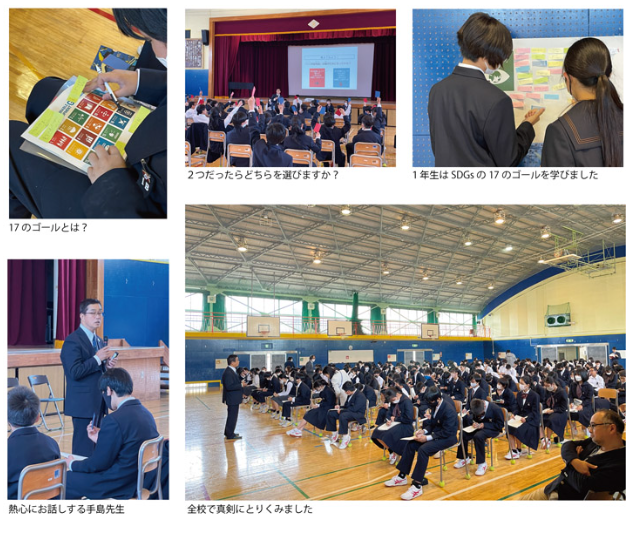 17のゴールとは？
２つだったらどちらを選びますか？
１年生はSDGsの17のゴールを学びました
熱心にお話しする手島先生
全校で真剣にとりくみました